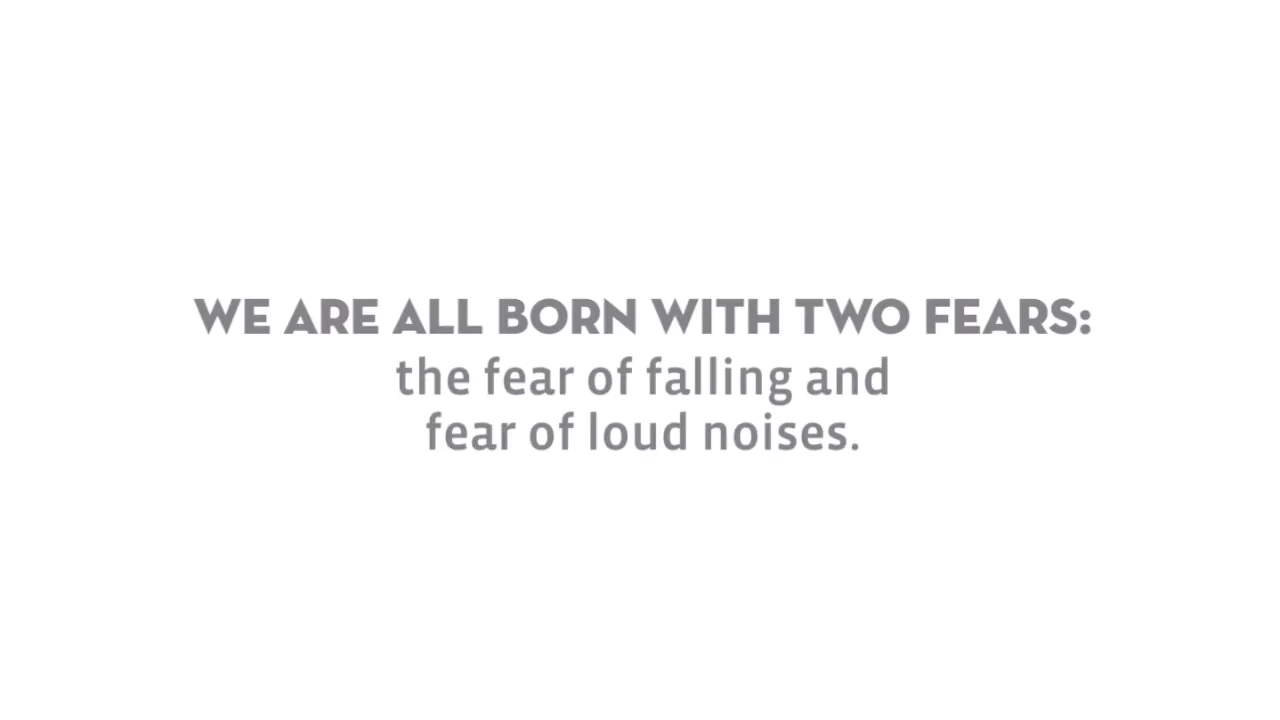 WE ARE ALL BORN WITH TWO FEARS:
the fear of falling and
fear of loud noises.